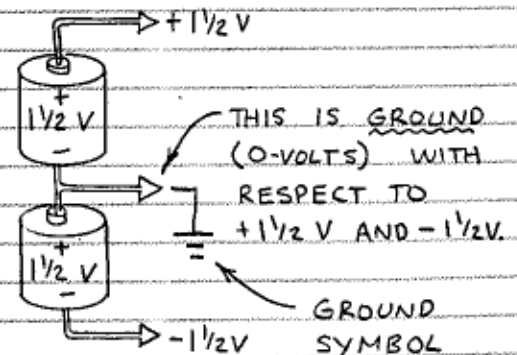 +1½ V
+
1½ V
-
THIS IS GROUND
(0-VOLTS) WITH
RESPECT TO
+1½ V AND -1½V.
+
1½ V
-
GROUND
SYMBOL
-1½V